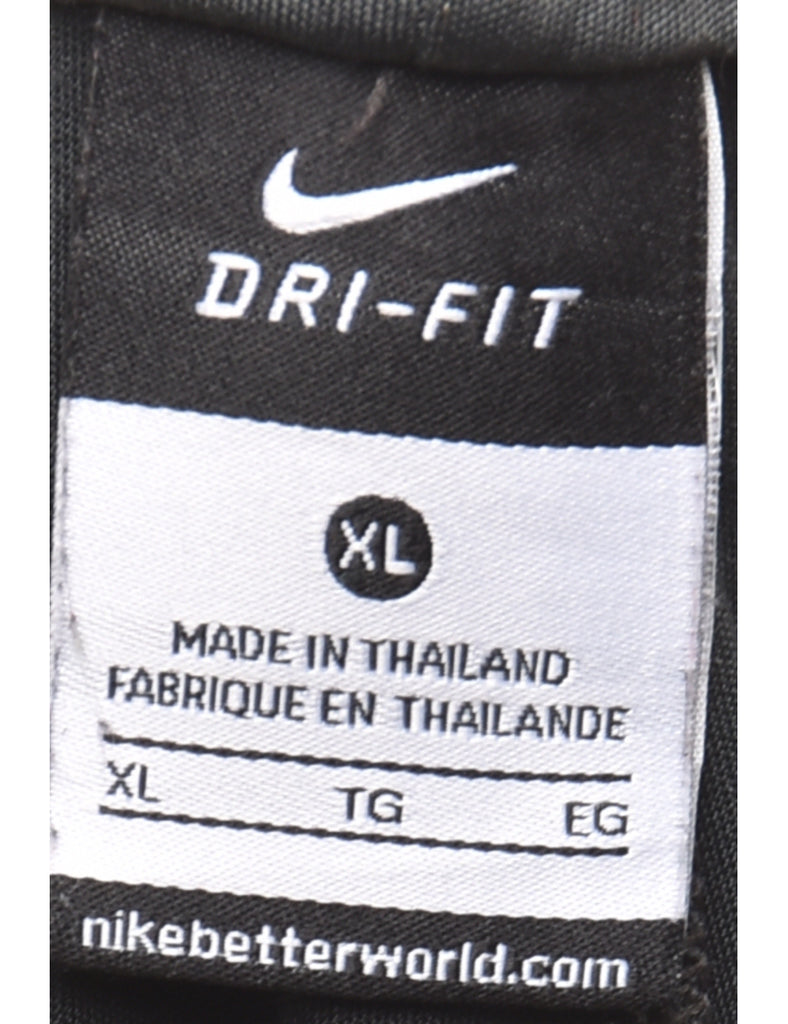 DRI-FIT
XL
MADE IN THAILAND
FABRIQUE EN THAILANDE
XL TG EG
nikebetterworld.com